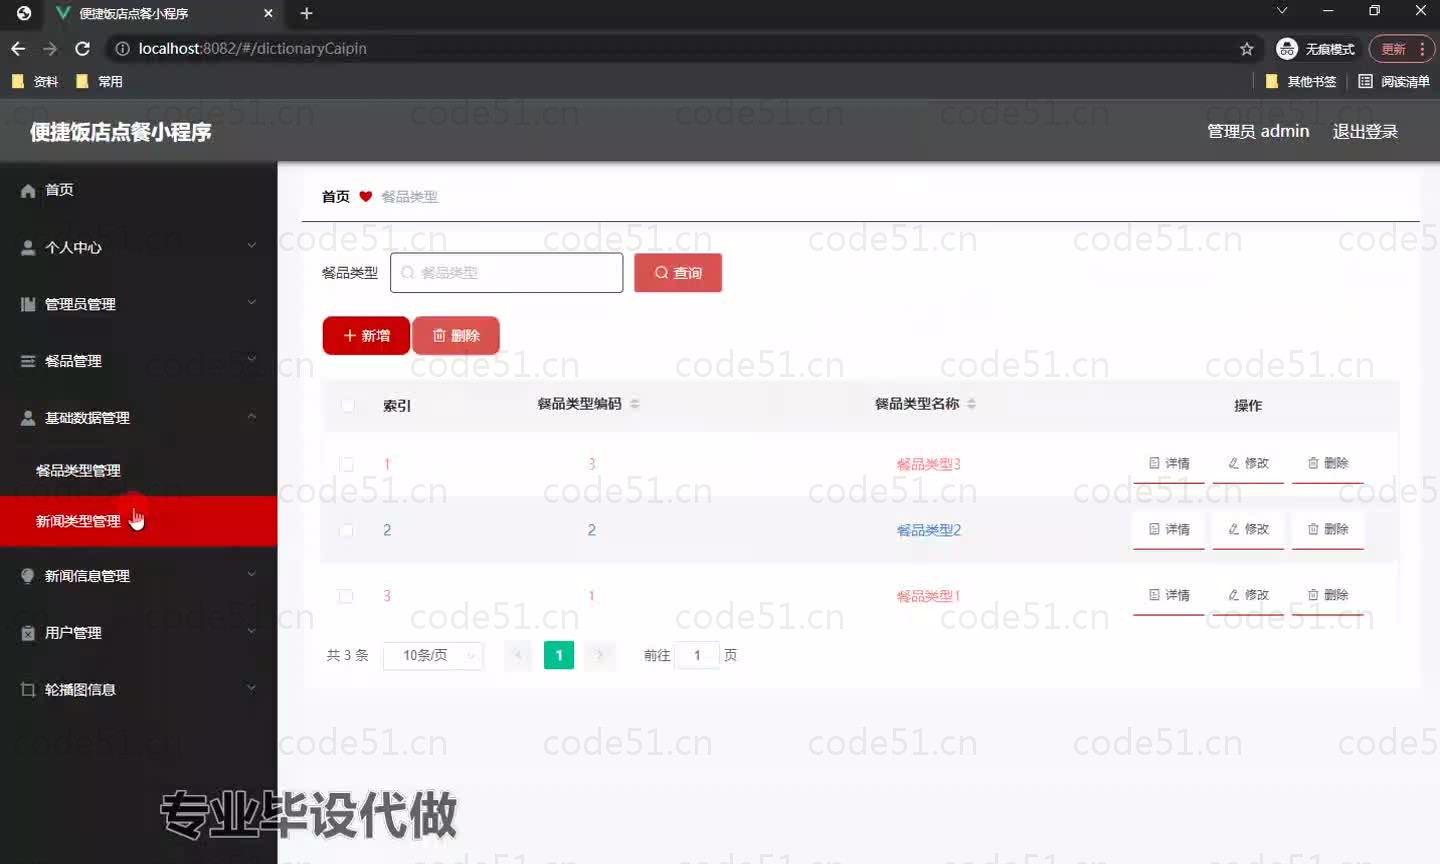 便捷饭店点餐小程序
localhost:8082/#/dictionaryCaipin
无痕模式
更新
资料
常用
其他书签
阅读清单
便捷饭店点餐小程序
管理员 admin
退出登录
首页
个人中心
管理员管理
餐品管理
基础数据管理
餐品类型管理
新闻类型管理
新闻信息管理
用户管理
轮播图信息
首页 餐品类型
餐品类型 餐品类型 查询
新增 删除
索引 餐品类型编码 餐品类型名称 操作
1 3 餐品类型3 详情 修改 删除
2 2 餐品类型2 详情 修改 删除
3 1 餐品类型1 详情 修改 删除
共 3 条 10条/页 1 前往 1 页
code51.cn
专业毕设代做